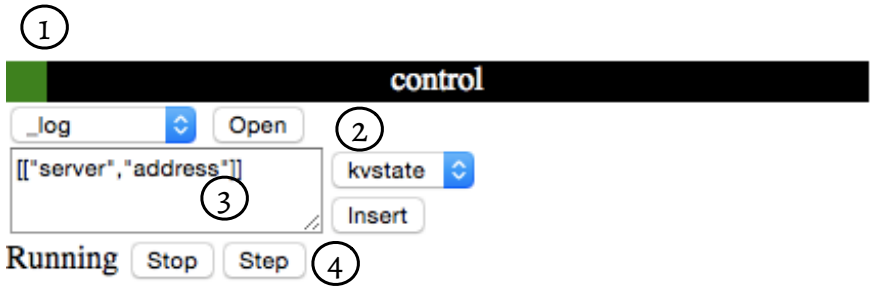 1
control
_log Open
2
[["server","address"]]
kvstate
3
Insert
Running Stop Step 4